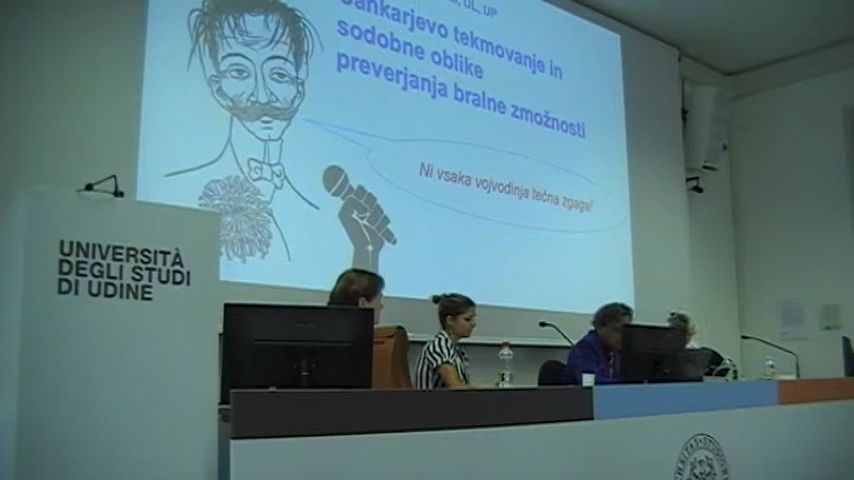 UL, UP
Cankarjevo tekmovanje in
sodobne oblike
preverjanja bralne zmožnosti
Ni vsaka vojvodinja tečna zgaga!
UNIVERSITÀ
DEGLI STUDI
DI UDINE